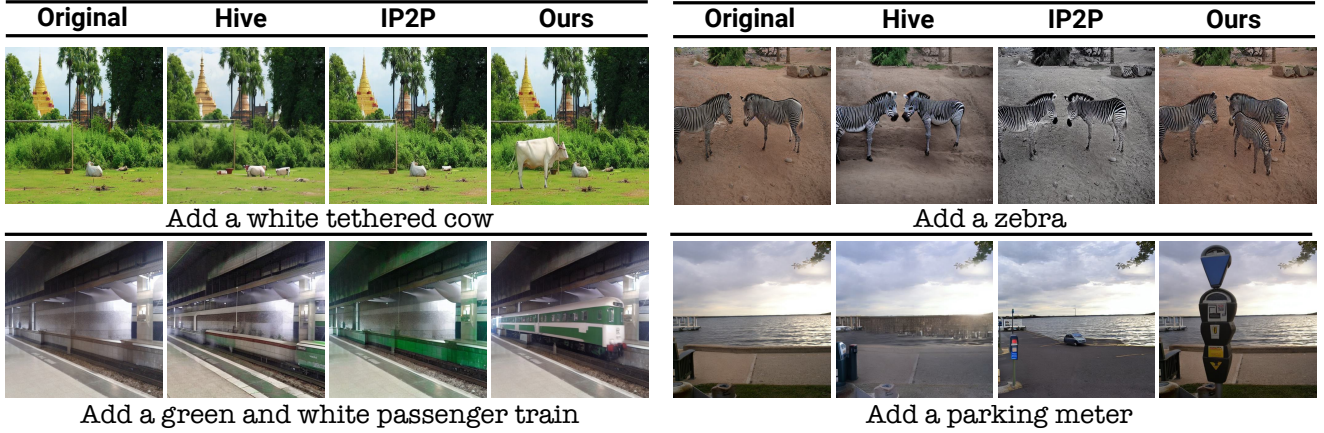 Original Hive IP2P Ours
Add a white tethered cow
Add a green and white passenger train
Original Hive IP2P Ours
Add a zebra
Add a parking meter